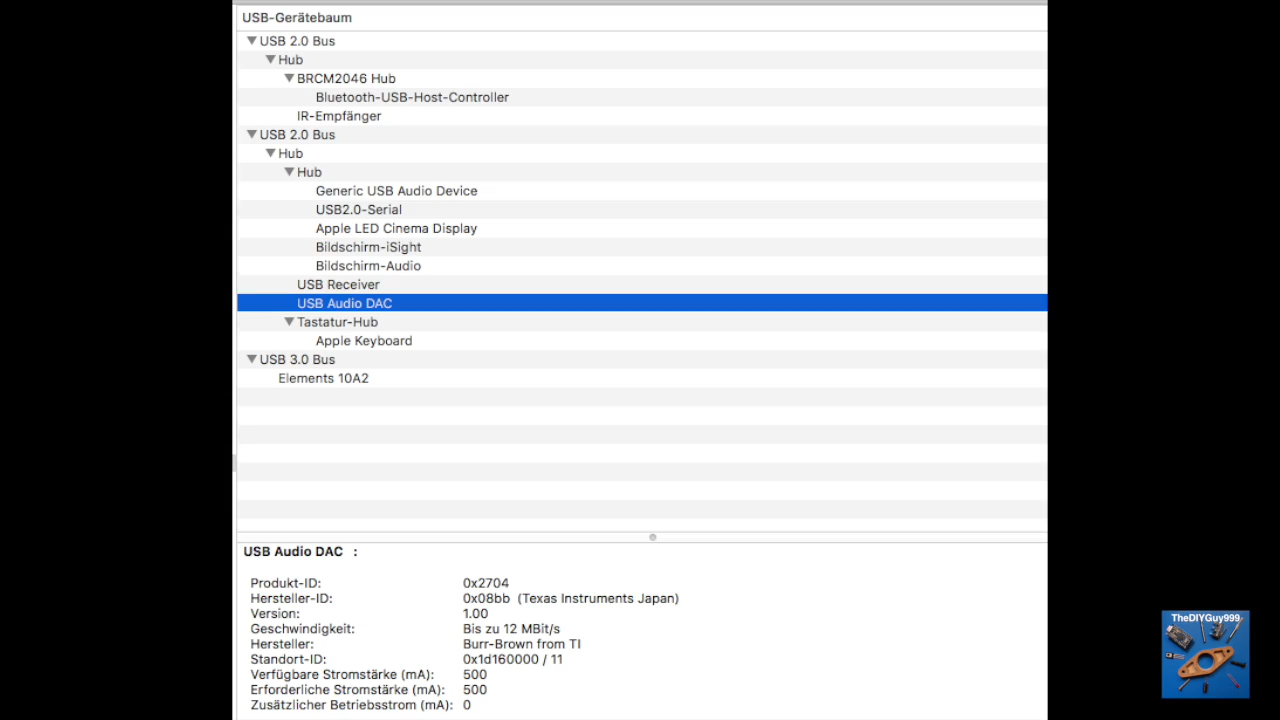 USB-Gerätebaum
USB 2.0 Bus
Hub
BRCM2046 Hub
Bluetooth-USB-Host-Controller
IR-Empfänger
USB 2.0 Bus
Hub
Hub
Generic USB Audio Device
USB2.0-Serial
Apple LED Cinema Display
Bildschirm-iSight
Bildschirm-Audio
USB Receiver
USB Audio DAC
Tastatur-Hub
Apple Keyboard
USB 3.0 Bus
Elements 10A2
USB Audio DAC :
Produkt-ID: 0x2704
Hersteller-ID: 0x08bb (Texas Instruments Japan)
Version: 1.00
Geschwindigkeit: Bis zu 12 MBit/s
Hersteller: Burr-Brown from TI
Standort-ID: 0x1d160000 / 11
Verfügbare Stromstärke (mA): 500
Erforderliche Stromstärke (mA): 500
Zusätzlicher Betriebsstrom (mA): 0
TheDIYGuy999